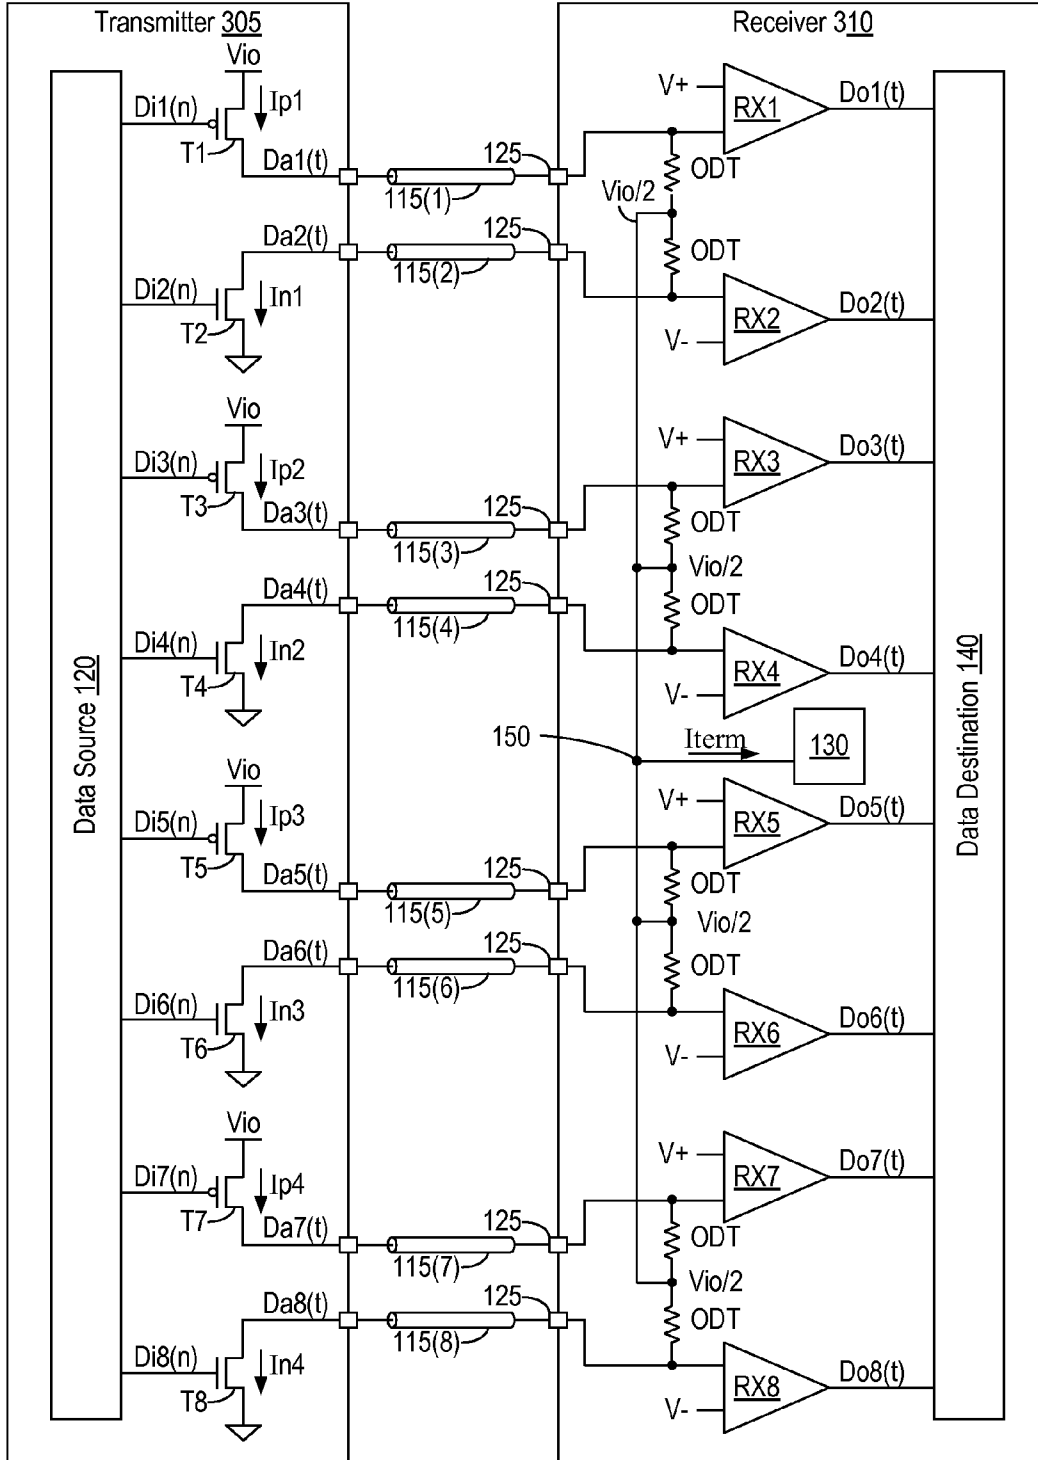 Transmitter 305
Receiver 310
Data Source 120
Data Destination 140
Vio
Di1(n)
Ip1
T1
Da1(t)
115(1)
125
V+
RX1
Do1(t)
ODT
Vio/2
Di2(n)
In1
T2
Da2(t)
115(2)
125
ODT
RX2
V-
Do2(t)
Vio
Di3(n)
Ip2
T3
Da3(t)
115(3)
125
V+
RX3
Do3(t)
ODT
Vio/2
Di4(n)
In2
T4
Da4(t)
115(4)
125
ODT
RX4
V-
Do4(t)
150
Iterm
130
Vio
Di5(n)
Ip3
T5
Da5(t)
115(5)
125
V+
RX5
Do5(t)
ODT
Vio/2
Di6(n)
In3
T6
Da6(t)
115(6)
125
ODT
RX6
V-
Do6(t)
Vio
Di7(n)
Ip4
T7
Da7(t)
115(7)
125
V+
RX7
Do7(t)
ODT
Vio/2
Di8(n)
In4
T8
Da8(t)
115(8)
125
ODT
RX8
V-
Do8(t)